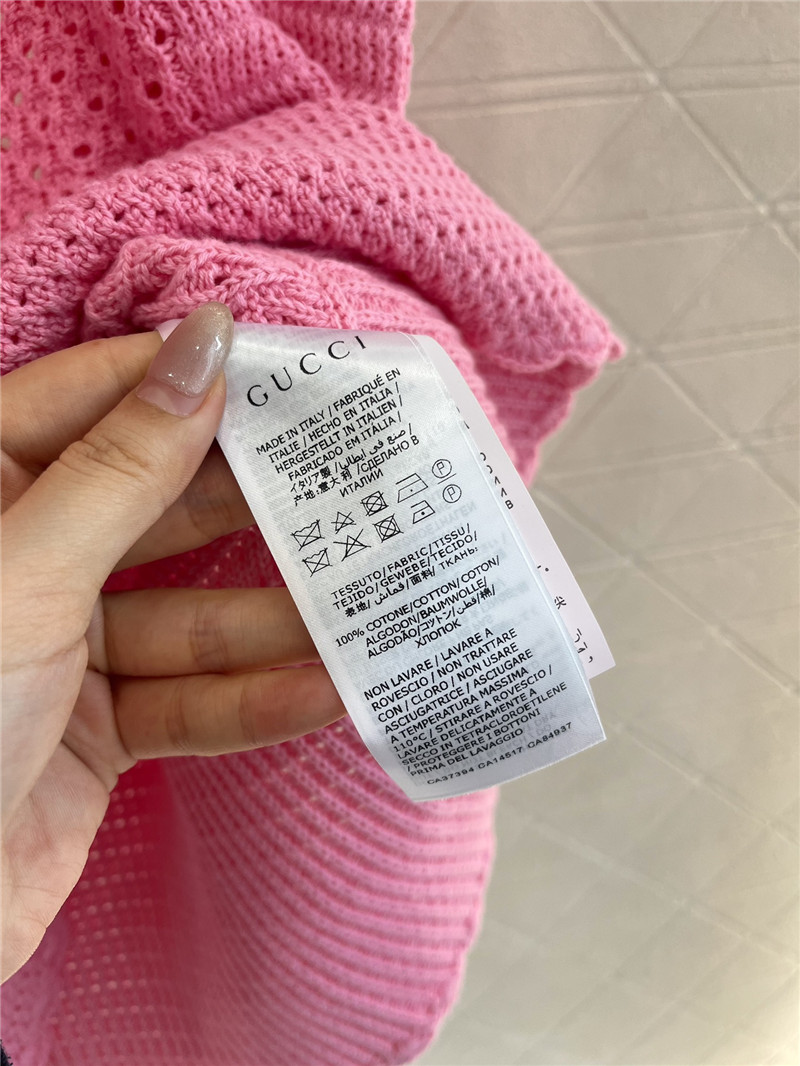 GUCCI
MADE IN ITALY / FABRIQUÉ EN
ITALIE / HECHO EN ITALIA /
HERGESTELLT IN ITALIEN /
FABRICADO EM ITALIA /
イタリア製 / صنع في ايطاليا /
产地:意大利 / СДЕЛАНО В
ИТАЛИИ
P
P
TESSUTO/FABRIC/TISSU/
TEJIDO/GEWEBE/TECIDO/
表地/قماش/面料/ ТКАНЬ:
100% COTONE/COTTON/COTON/
ALGODON/BAUMWOLLE/
ALGODÃO/コットン/قطن/棉/
ХЛОПОК
NON LAVARE / LAVARE A
ROVESCIO / NON TRATTARE
CON / CLORO / NON USARE
ASCIUGATRICE / ASCIUGARE
A TEMPERATURA MASSIMA
110°C / STIRARE A ROVESCIO /
LAVARE DELICATAMENTE A
SECCO IN TETRACLOROETILENE
/ PROTEGGERE I BOTTONI
PRIMA DEL LAVAGGIO
CA37394 CA14517 CA84937